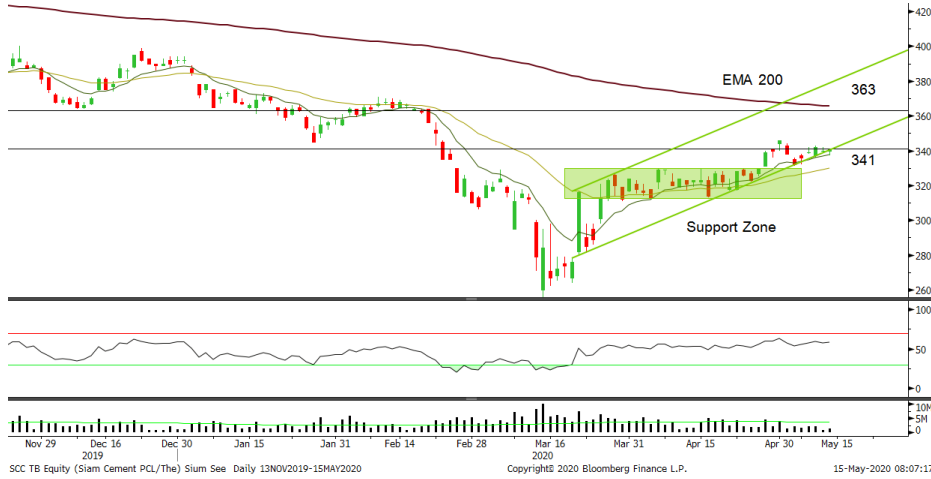 420
400
EMA 200
363
380
360
341
340
320
Support Zone
300
280
260
100
50
0
10M
5M
0
Nov 29 Dec 16 Dec 30 Jan 15 Jan 31 Feb 14 Feb 28 Mar 16 Mar 31 Apr 15 Apr 30 May 15
2019 2020
SCC TB Equity (Siam Cement PCL/The) Sium See Daily 13NOV2019-15MAY2020 Copyright© 2020 Bloomberg Finance L.P. 15-May-2020 08:07:17